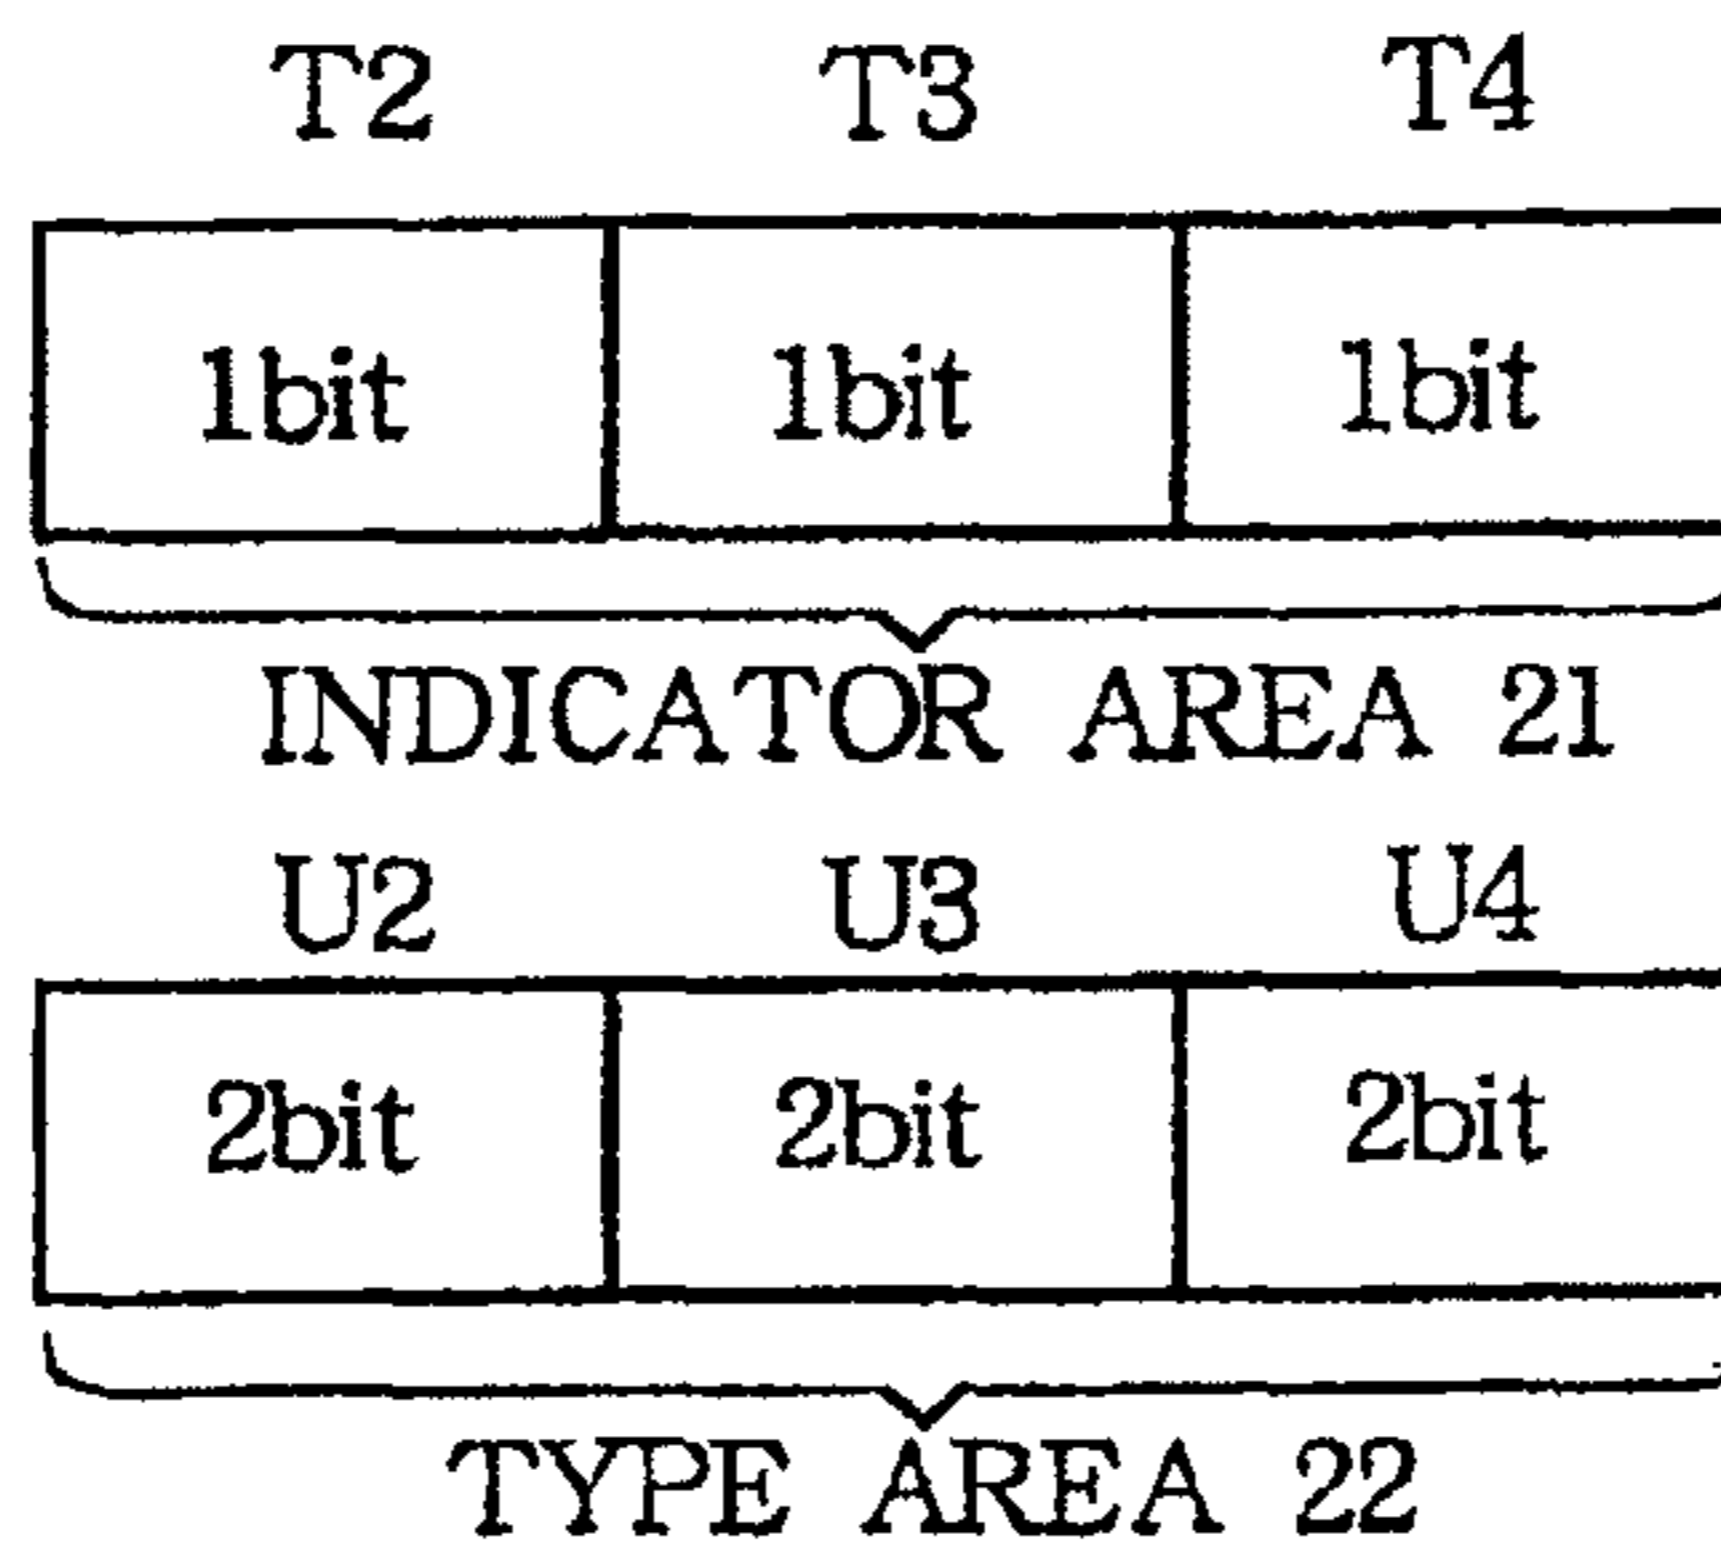 T2 T3 T4
1bit 1bit 1bit
INDICATOR AREA 21
U2 U3 U4
2bit 2bit 2bit
TYPE AREA 22